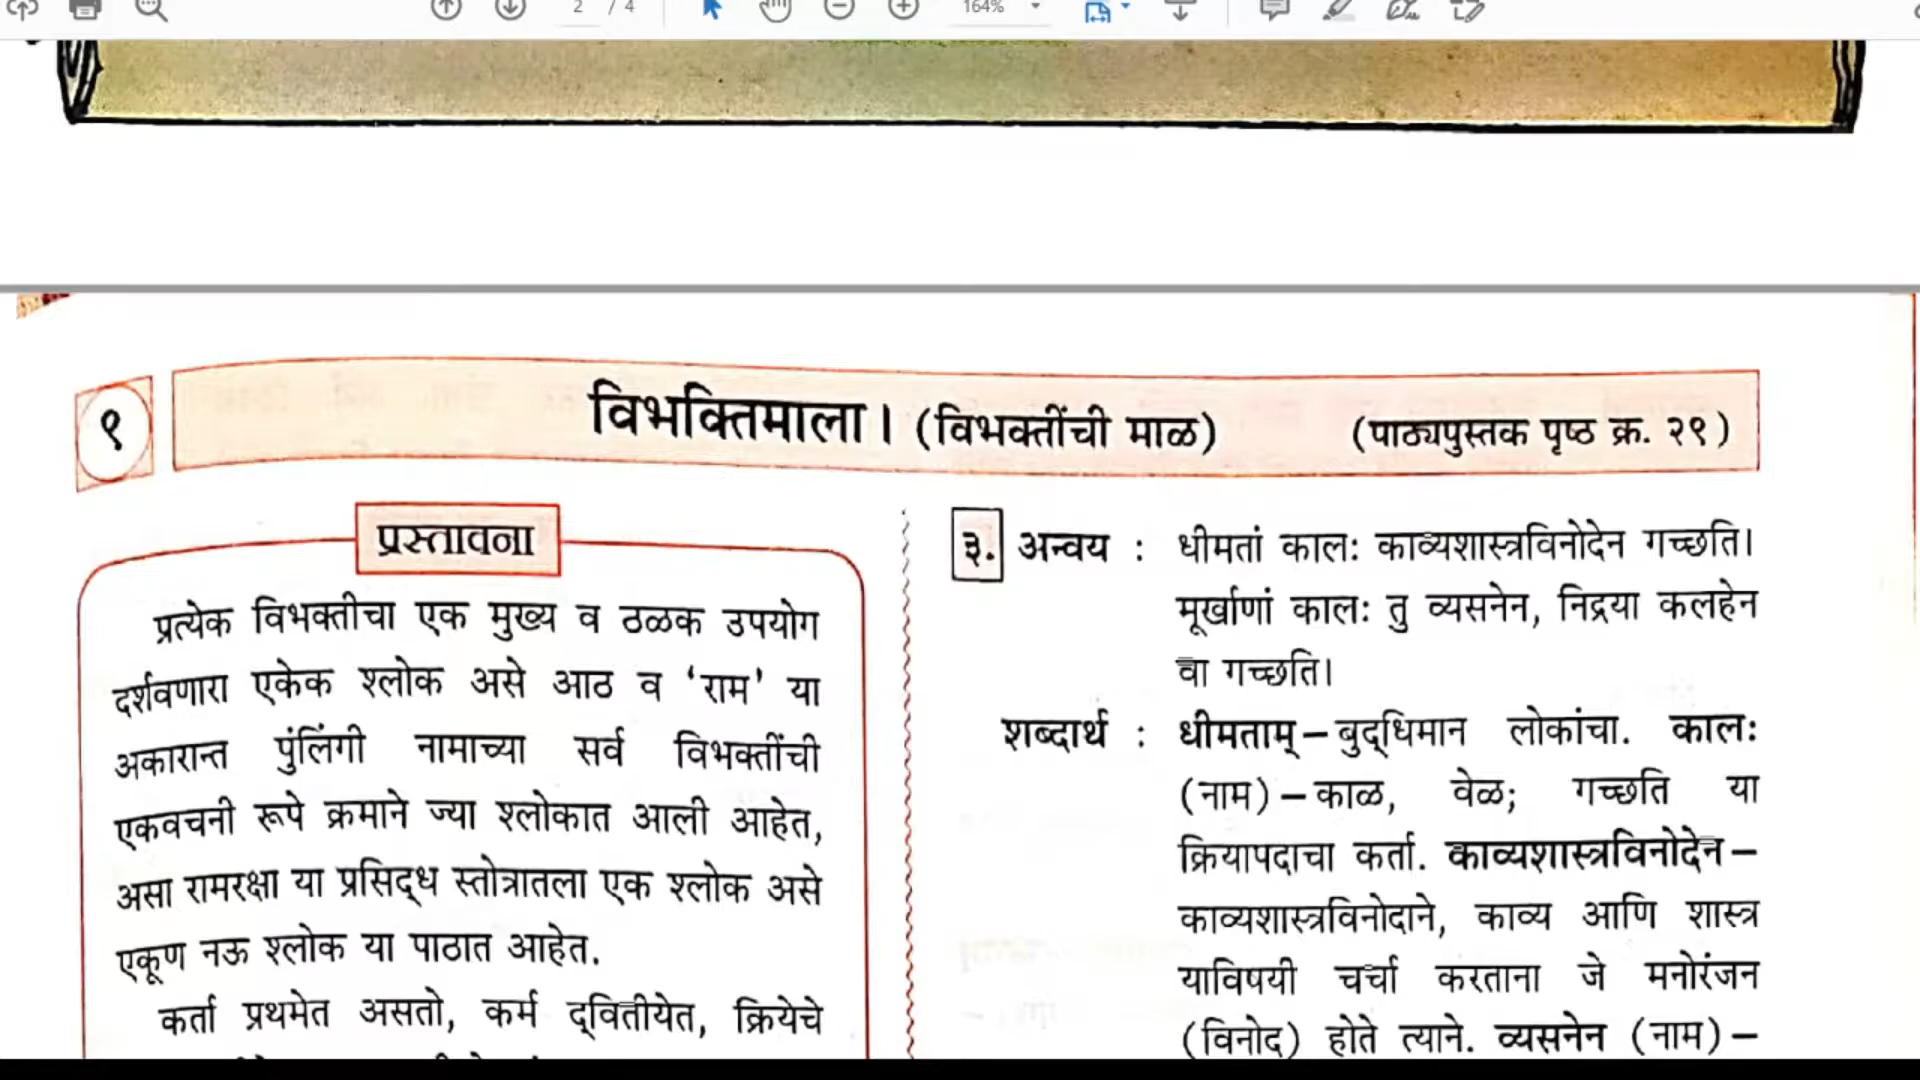 2 / 4
164%
१
विभक्तिमाला। (विभक्तींची माळ) (पाठ्यपुस्तक पृष्ठ क्र. २९)
प्रस्तावना
प्रत्येक विभक्तीचा एक मुख्य व ठळक उपयोग
दर्शवणारा एकेक श्लोक असे आठ व ‘राम’ या
अकारान्त पुंलिंगी नामाच्या सर्व विभक्तींची
एकवचनी रूपे क्रमाने ज्या श्लोकात आली आहेत,
असा रामरक्षा या प्रसिद्ध स्तोत्रातला एक श्लोक असे
एकूण नऊ श्लोक या पाठात आहेत.
कर्ता प्रथमेत असतो, कर्म द्वितीयेत, क्रियेचे
३. अन्वय : धीमतां कालः काव्यशास्त्रविनोदेन गच्छति।
मूर्खाणां कालः तु व्यसनेन, निद्रया कलहेन
वा गच्छति।
शब्दार्थ : धीमताम् – बुद्धिमान लोकांचा. कालः
(नाम) – काळ, वेळ; गच्छति या
क्रियापदाचा कर्ता. काव्यशास्त्रविनोदेन –
काव्यशास्त्रविनोदाने, काव्य आणि शास्त्र
याविषयी चर्चा करताना जे मनोरंजन
(विनोद) होते त्याने. व्यसनेन (नाम) –